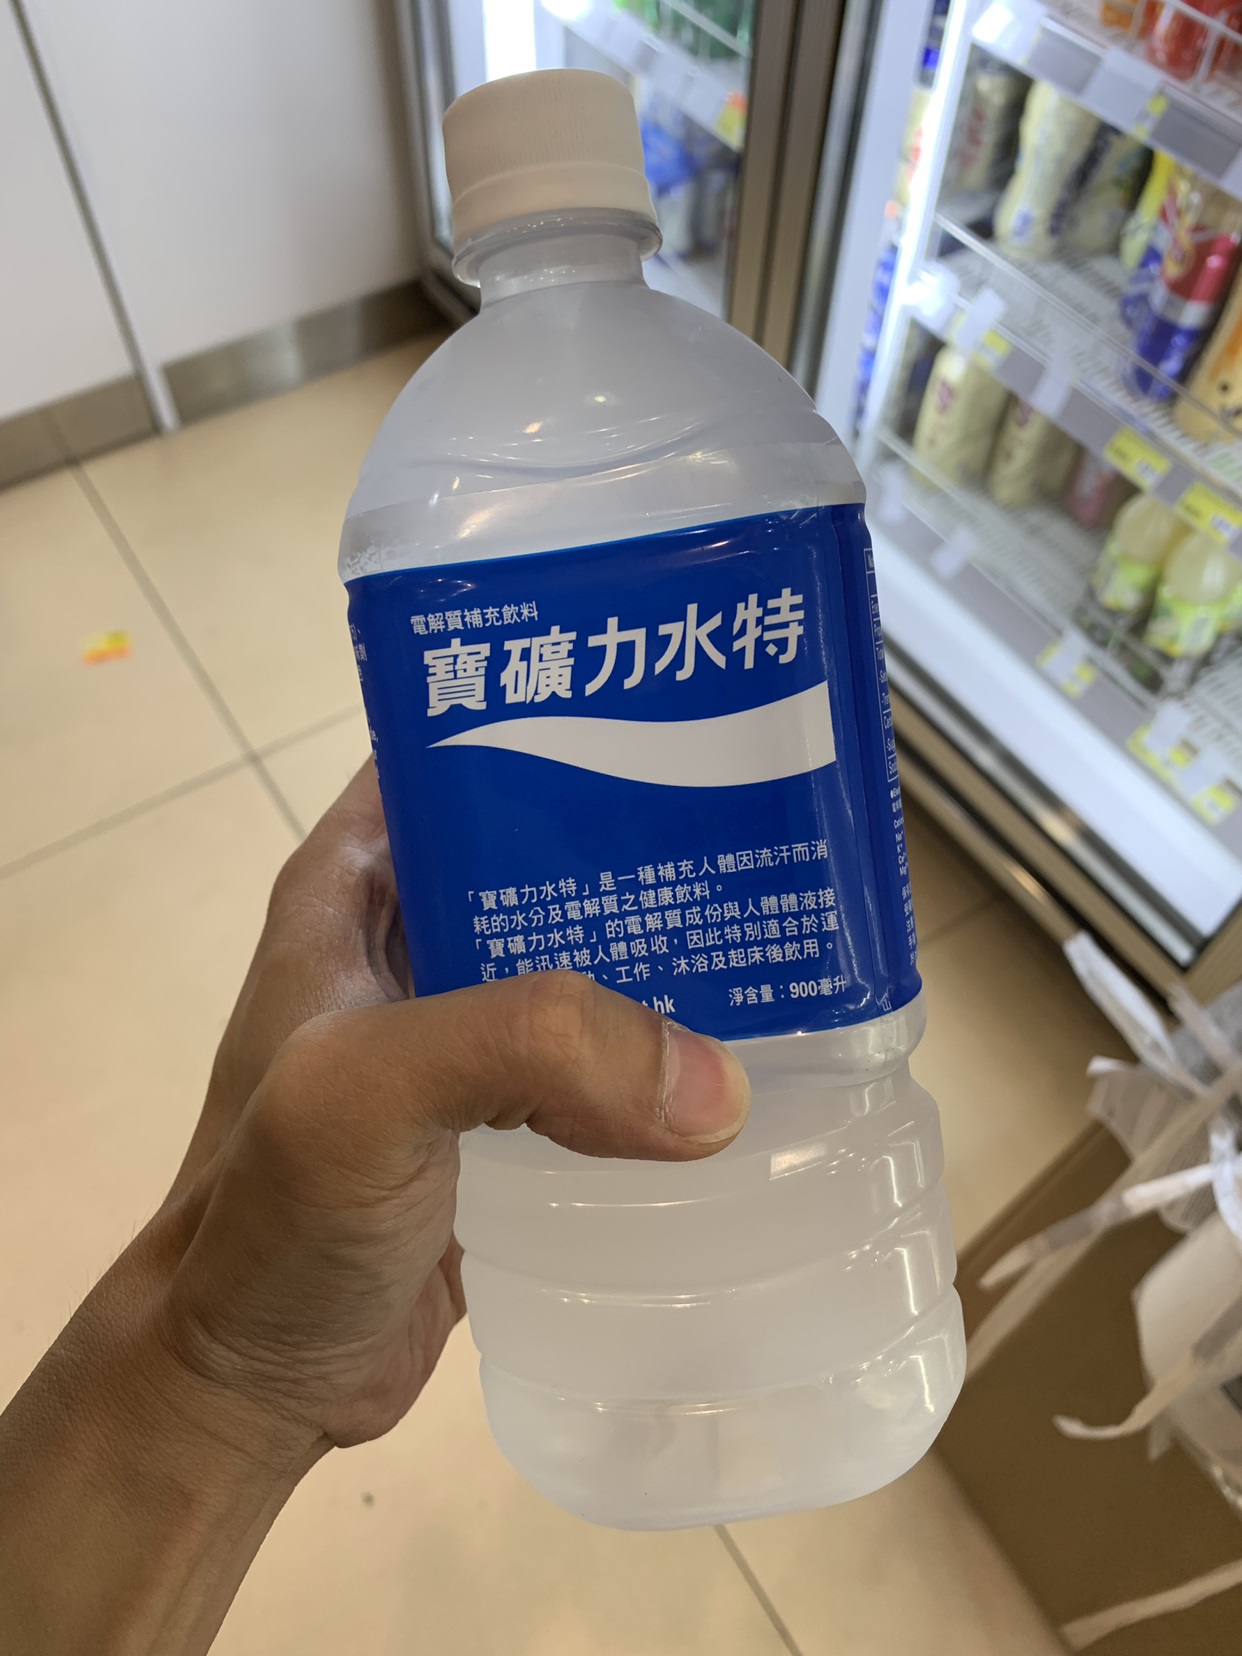 電解質補充飲料
寶礦力水特
「寶礦力水特」是一種補充人體因流汗而消
耗的水分及電解質之健康飲料。
「寶礦力水特」的電解質成份與人體體液接
近，能迅速被人體吸收，因此特別適合於運
動、工作、沐浴及起床後飲用。
.hk
淨含量：900毫升